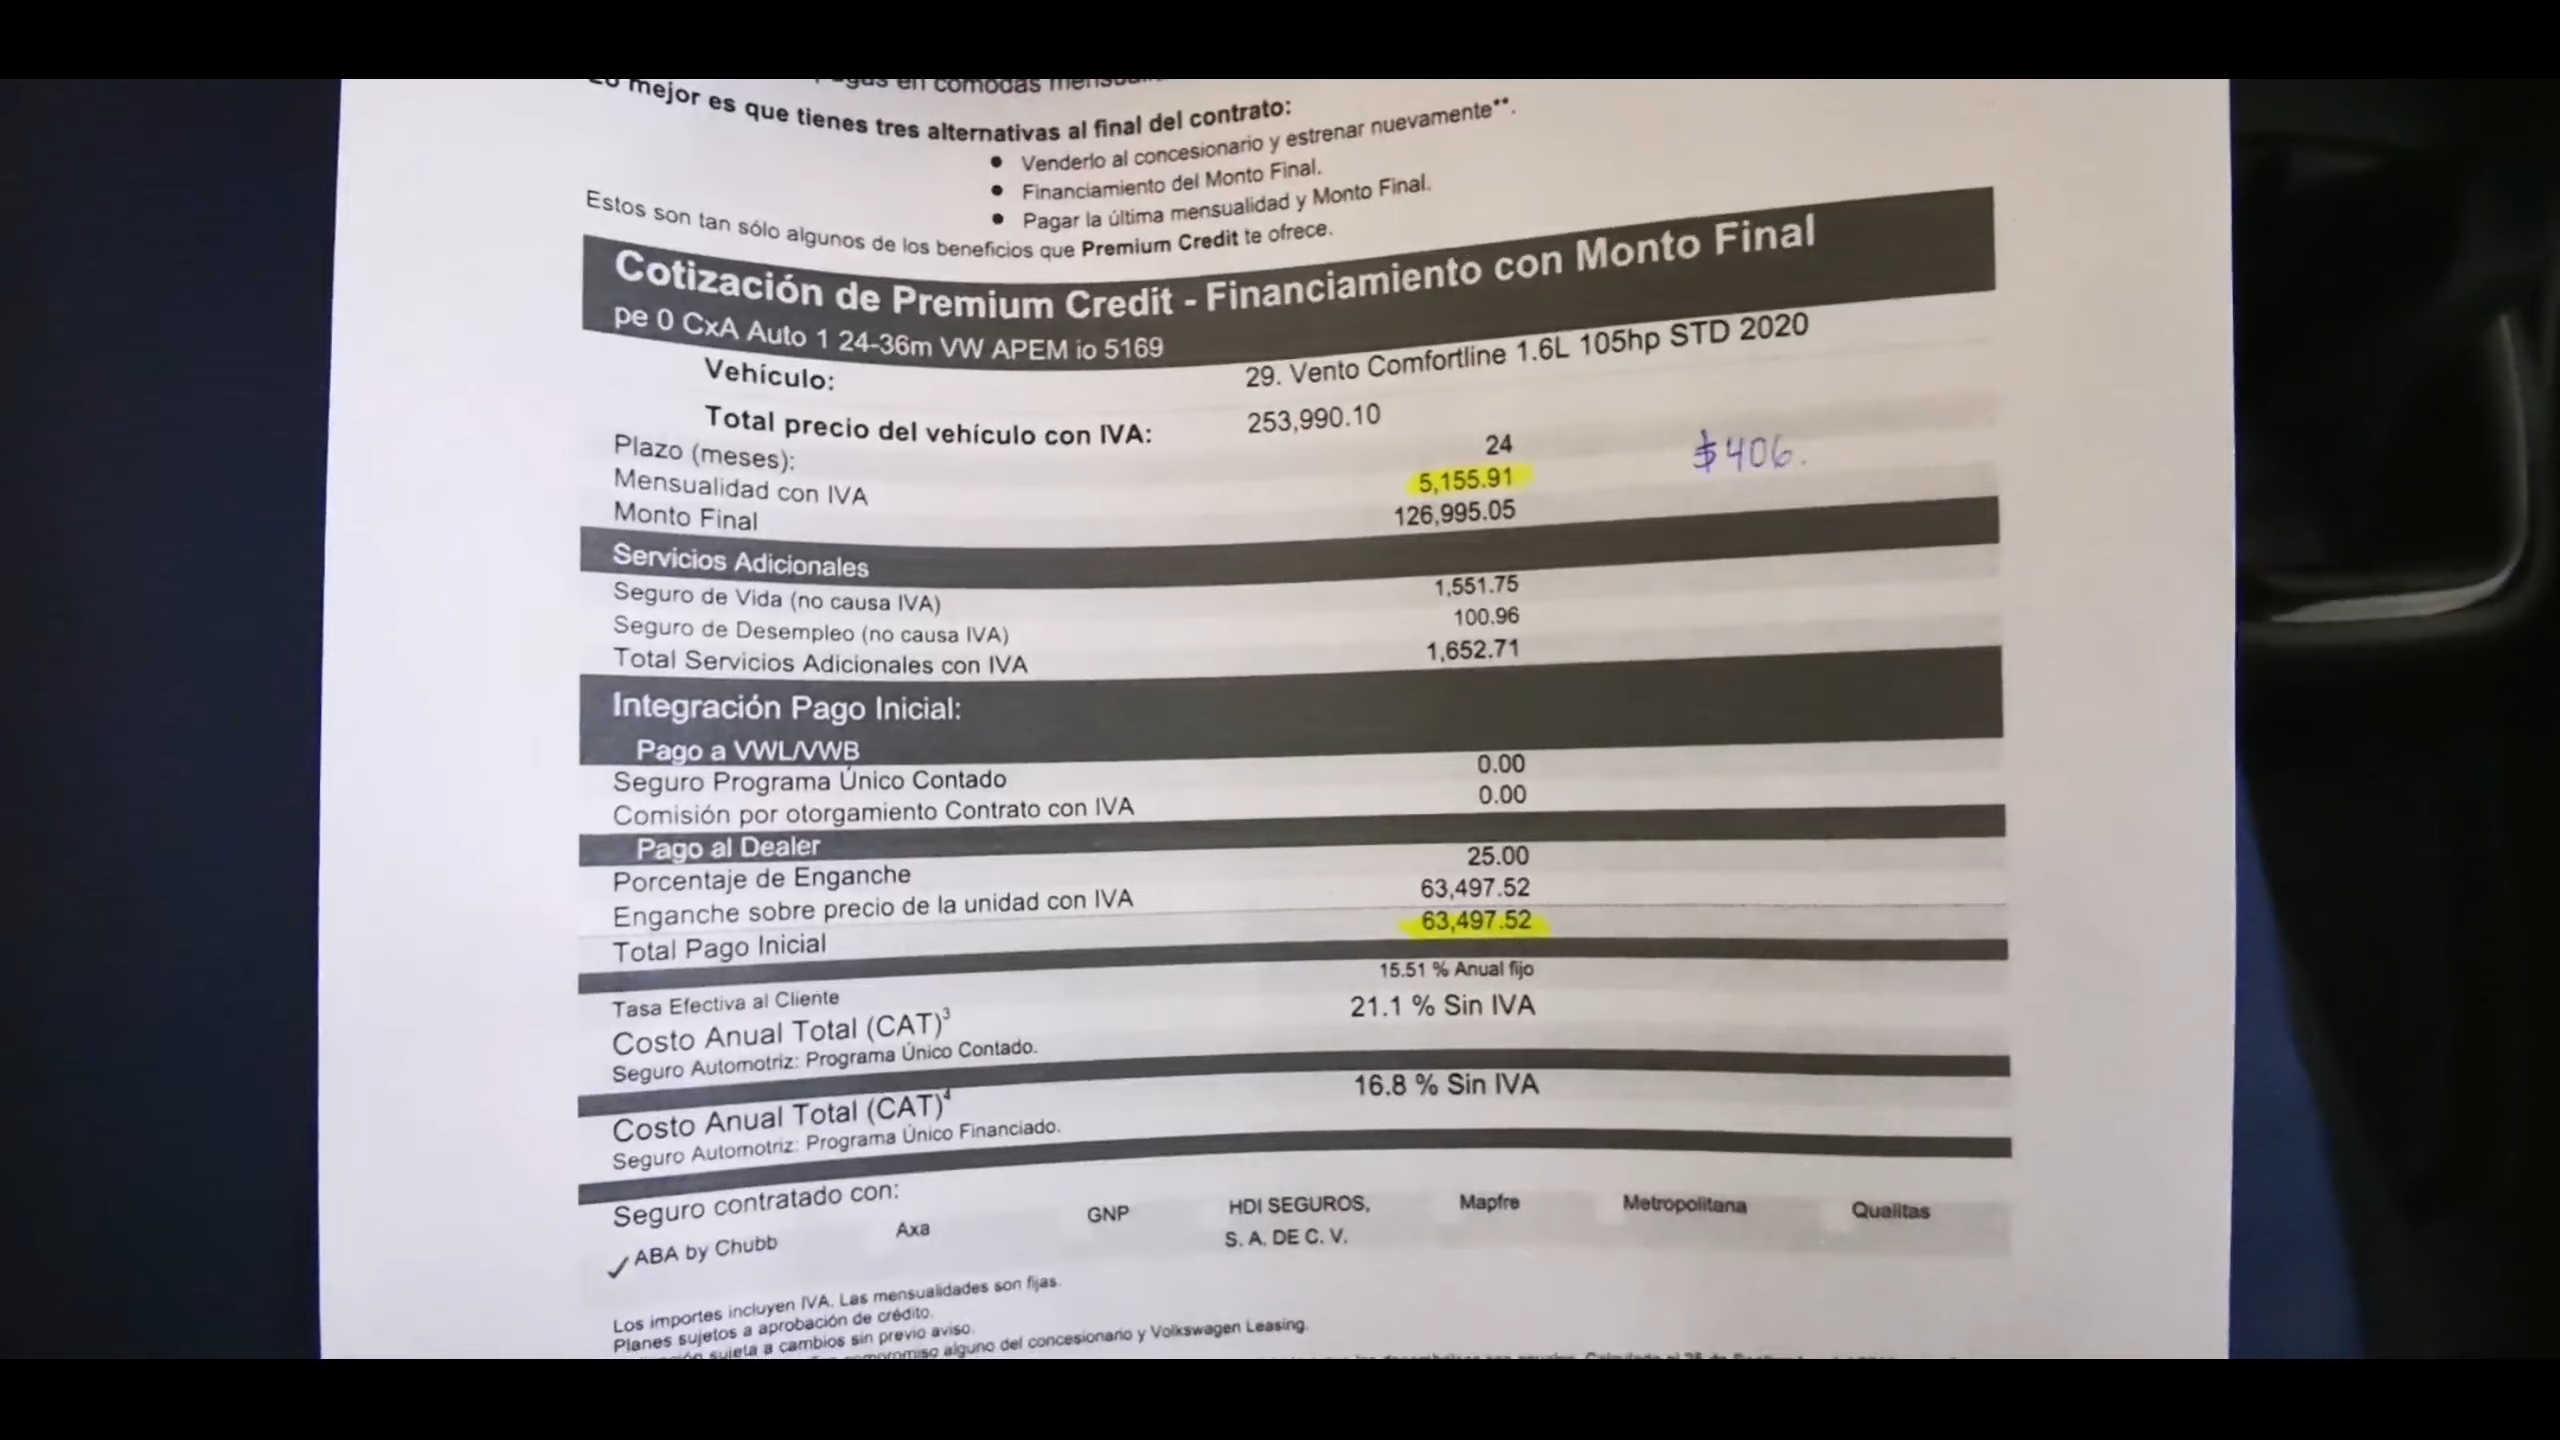 Pagas en cómodas
Lo mejor es que tienes tres alternativas al final del contrato:
● Venderlo al concesionario y estrenar nuevamente**.
● Financiamiento del Monto Final.
● Pagar la última mensualidad y Monto Final.
Estos son tan sólo algunos de los beneficios que Premium Credit te ofrece.
Cotización de Premium Credit - Financiamiento con Monto Final
pe 0 CxA Auto 1 24-36m VW APEM io 5169
Vehículo: 29. Vento Comfortline 1.6L 105hp STD 2020
Total precio del vehículo con IVA: 253,990.10
Plazo (meses): 24
$406.
Mensualidad con IVA 5,155.91
Monto Final 126,995.05
Servicios Adicionales
Seguro de Vida (no causa IVA) 1,551.75
Seguro de Desempleo (no causa IVA) 100.96
Total Servicios Adicionales con IVA 1,652.71
Integración Pago Inicial:
Pago a VWL/VWB
Seguro Programa Único Contado 0.00
Comisión por otorgamiento Contrato con IVA 0.00
Pago al Dealer
Porcentaje de Enganche 25.00
Enganche sobre precio de la unidad con IVA 63,497.52
Total Pago Inicial 63,497.52
Tasa Efectiva al Cliente 15.51 % Anual fijo
Costo Anual Total (CAT)³ 21.1 % Sin IVA
Seguro Automotriz: Programa Único Contado.
Costo Anual Total (CAT)⁴ 16.8 % Sin IVA
Seguro Automotriz: Programa Único Financiado.
Seguro contratado con:
✓ ABA by Chubb Axa GNP HDI SEGUROS, S. A. DE C. V. Mapfre Metropolitana Qualitas
Los importes incluyen IVA. Las mensualidades son fijas.
Planes sujetos a aprobación de crédito.
sujeta a cambios sin previo aviso.
compromiso alguno del concesionario y Volkswagen Leasing.